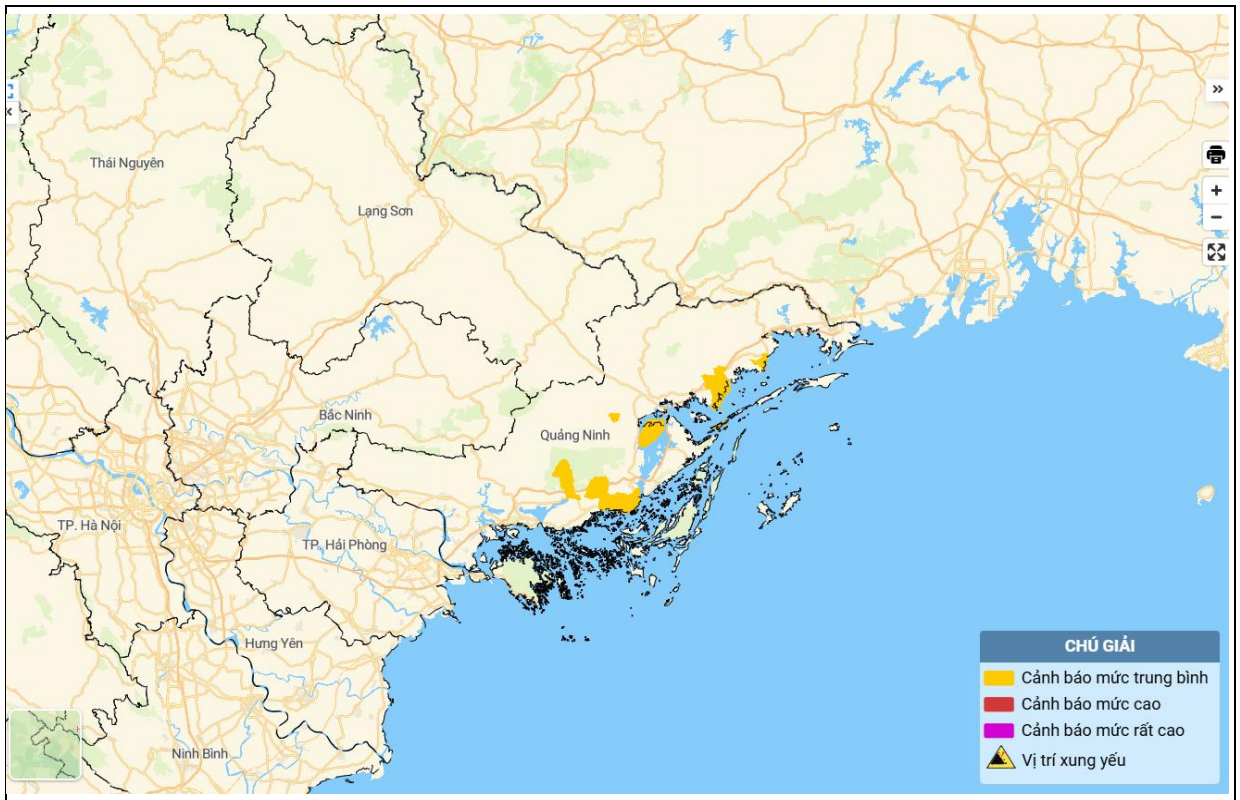 Thái Nguyên
Lạng Sơn
Bắc Ninh
Quảng Ninh
TP. Hà Nội
TP. Hải Phòng
Hưng Yên
Ninh Bình
CHÚ GIẢI
Cảnh báo mức trung bình
Cảnh báo mức cao
Cảnh báo mức rất cao
Vị trí xung yếu